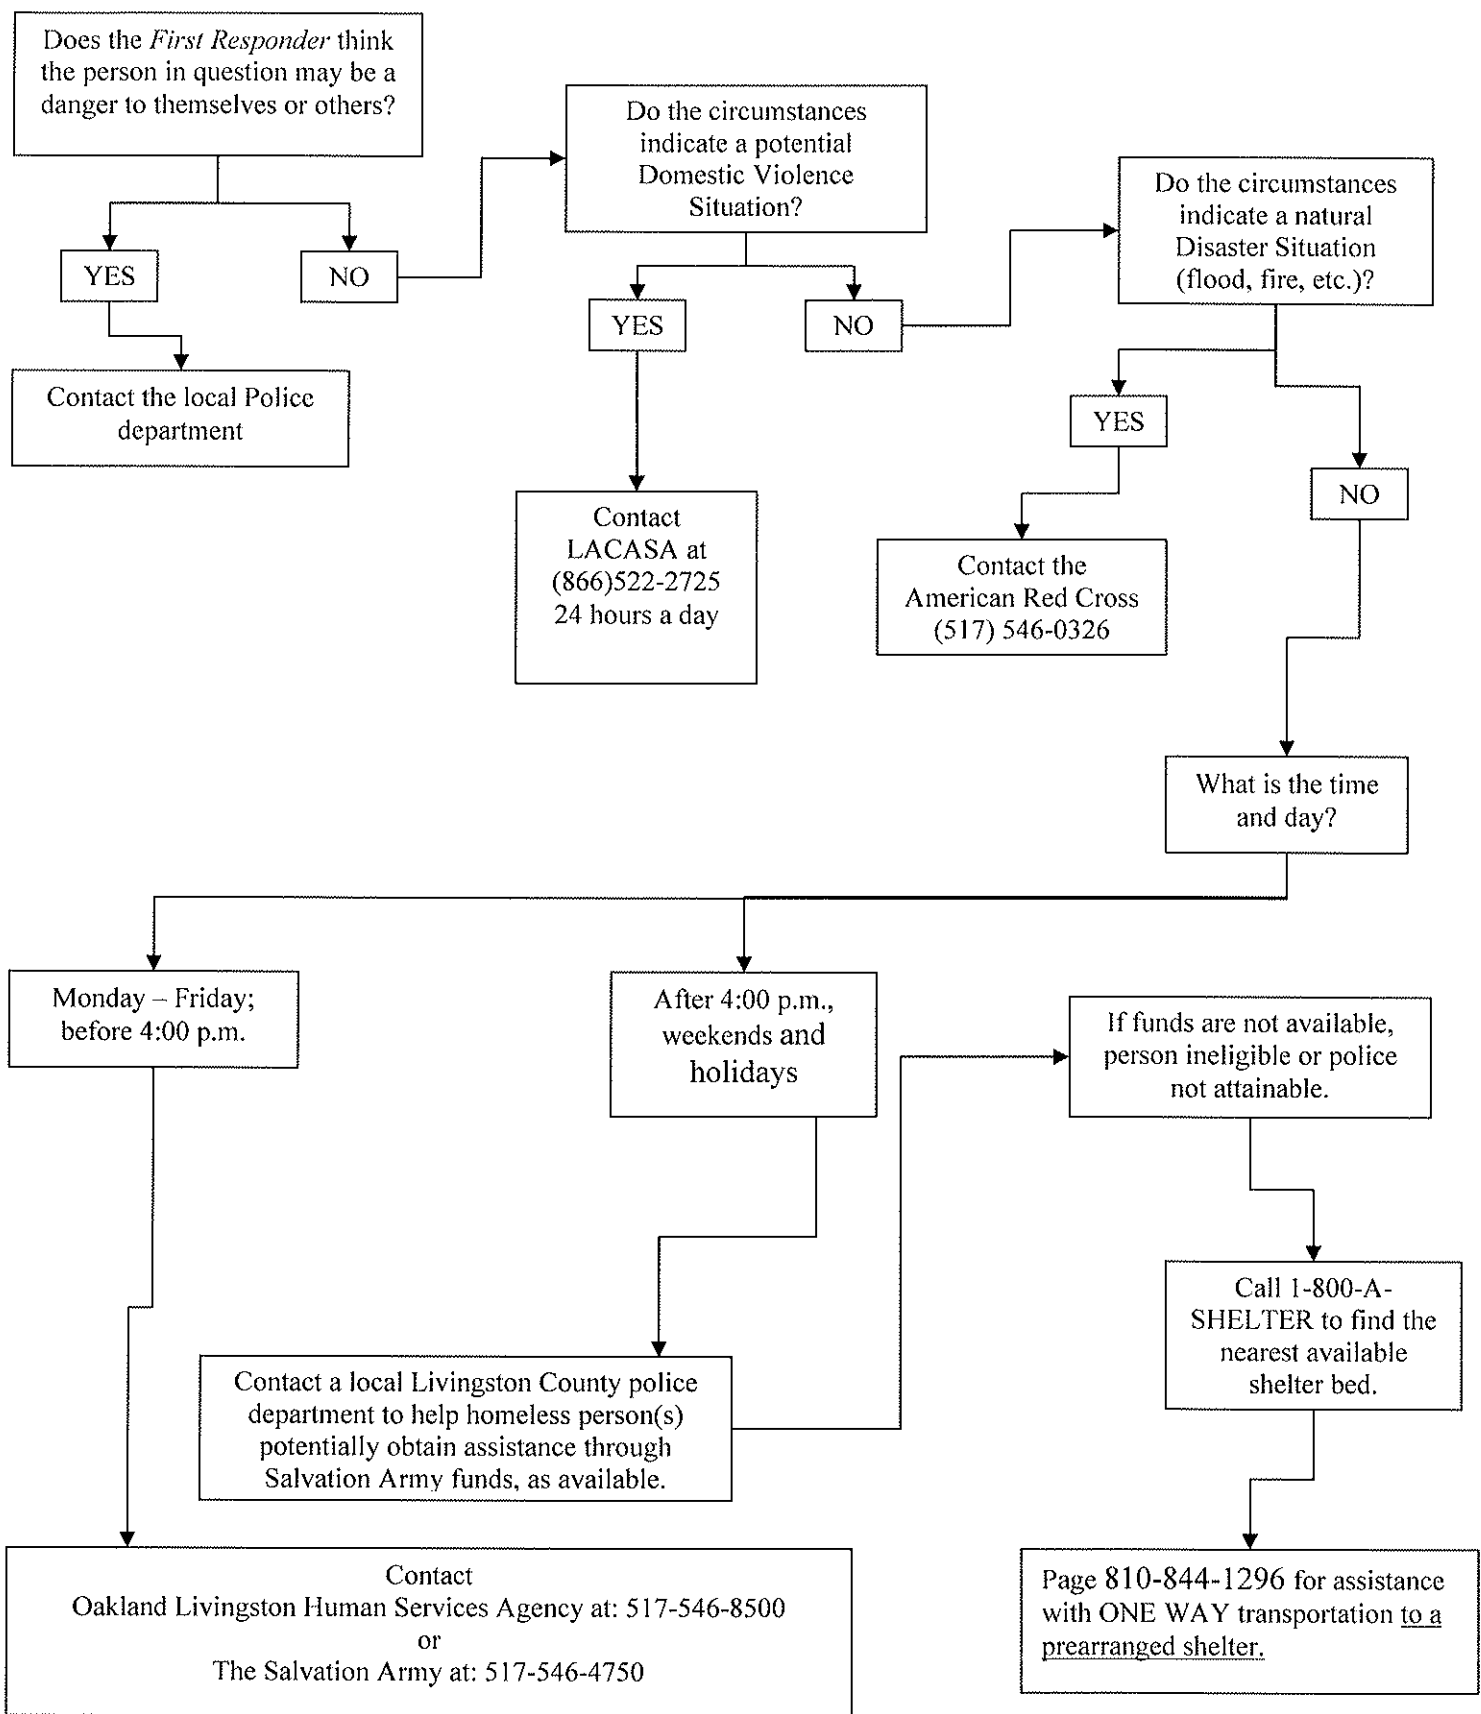 Does the First Responder think
the person in question may be a
danger to themselves or others?
YES
NO
Contact the local Police
department
Do the circumstances
indicate a potential
Domestic Violence
Situation?
YES
NO
Contact
LACASA at
(866)522-2725
24 hours a day
Do the circumstances
indicate a natural
Disaster Situation
(flood, fire, etc.)?
YES
NO
Contact the
American Red Cross
(517) 546-0326
What is the time
and day?
Monday – Friday;
before 4:00 p.m.
After 4:00 p.m.,
weekends and
holidays
If funds are not available,
person ineligible or police
not attainable.
Call 1-800-A-
SHELTER to find the
nearest available
shelter bed.
Contact a local Livingston County police
department to help homeless person(s)
potentially obtain assistance through
Salvation Army funds, as available.
Contact
Oakland Livingston Human Services Agency at: 517-546-8500
or
The Salvation Army at: 517-546-4750
Page 810-844-1296 for assistance
with ONE WAY transportation to a
prearranged shelter.